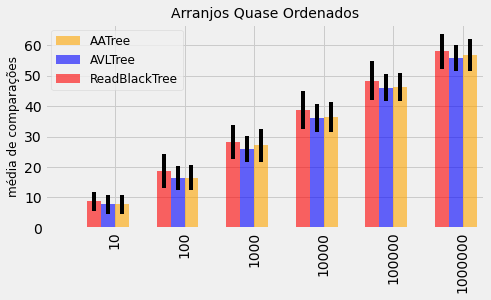 Arranjos Quase Ordenados
média de comparações
60
50
40
30
20
10
0
AATree
AVLTree
ReadBlackTree
10
100
1000
10000
100000
1000000